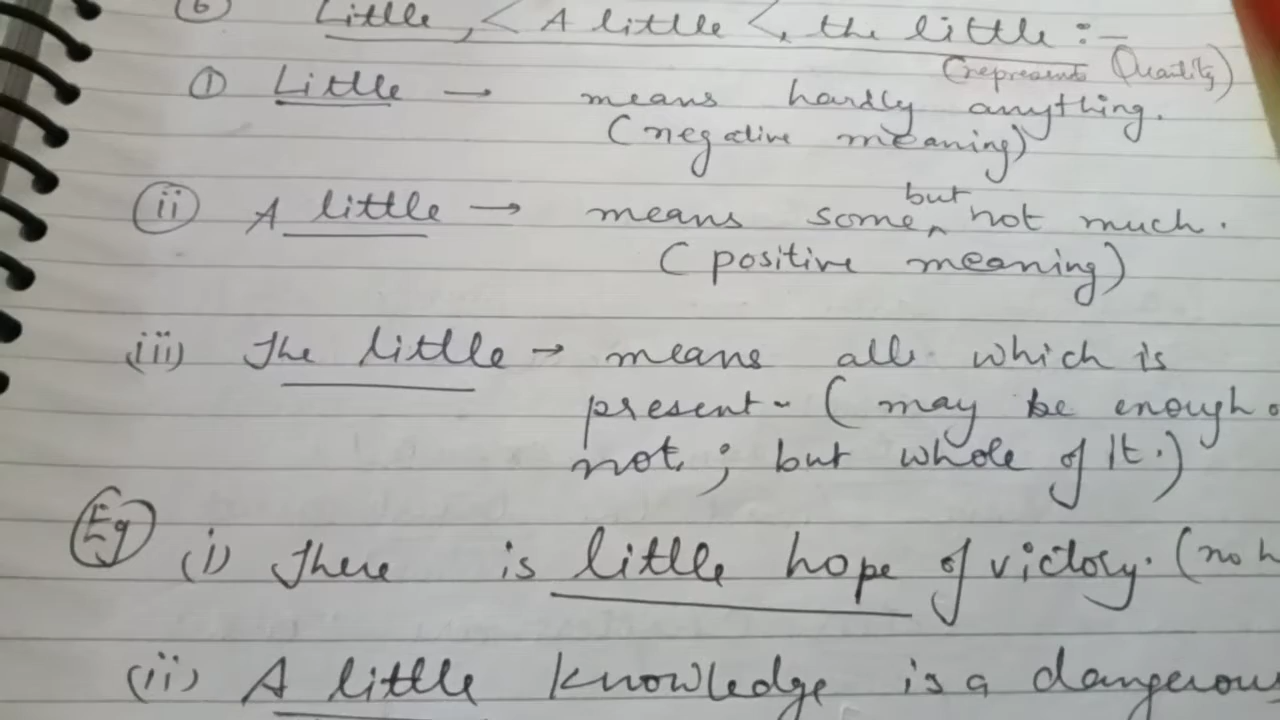 6 Little, < A little <, the little :-
(represents Quantity)
① Little → means hardly anything.
(negative meaning)
(ii) A little → means some but not much.
(positive meaning)
(iii) The little → means all which is
present - (may be enough
not, ; but whole of It.)
Eg (i) There is little hope of victory. (no
(ii) A little knowledge is a dangerous